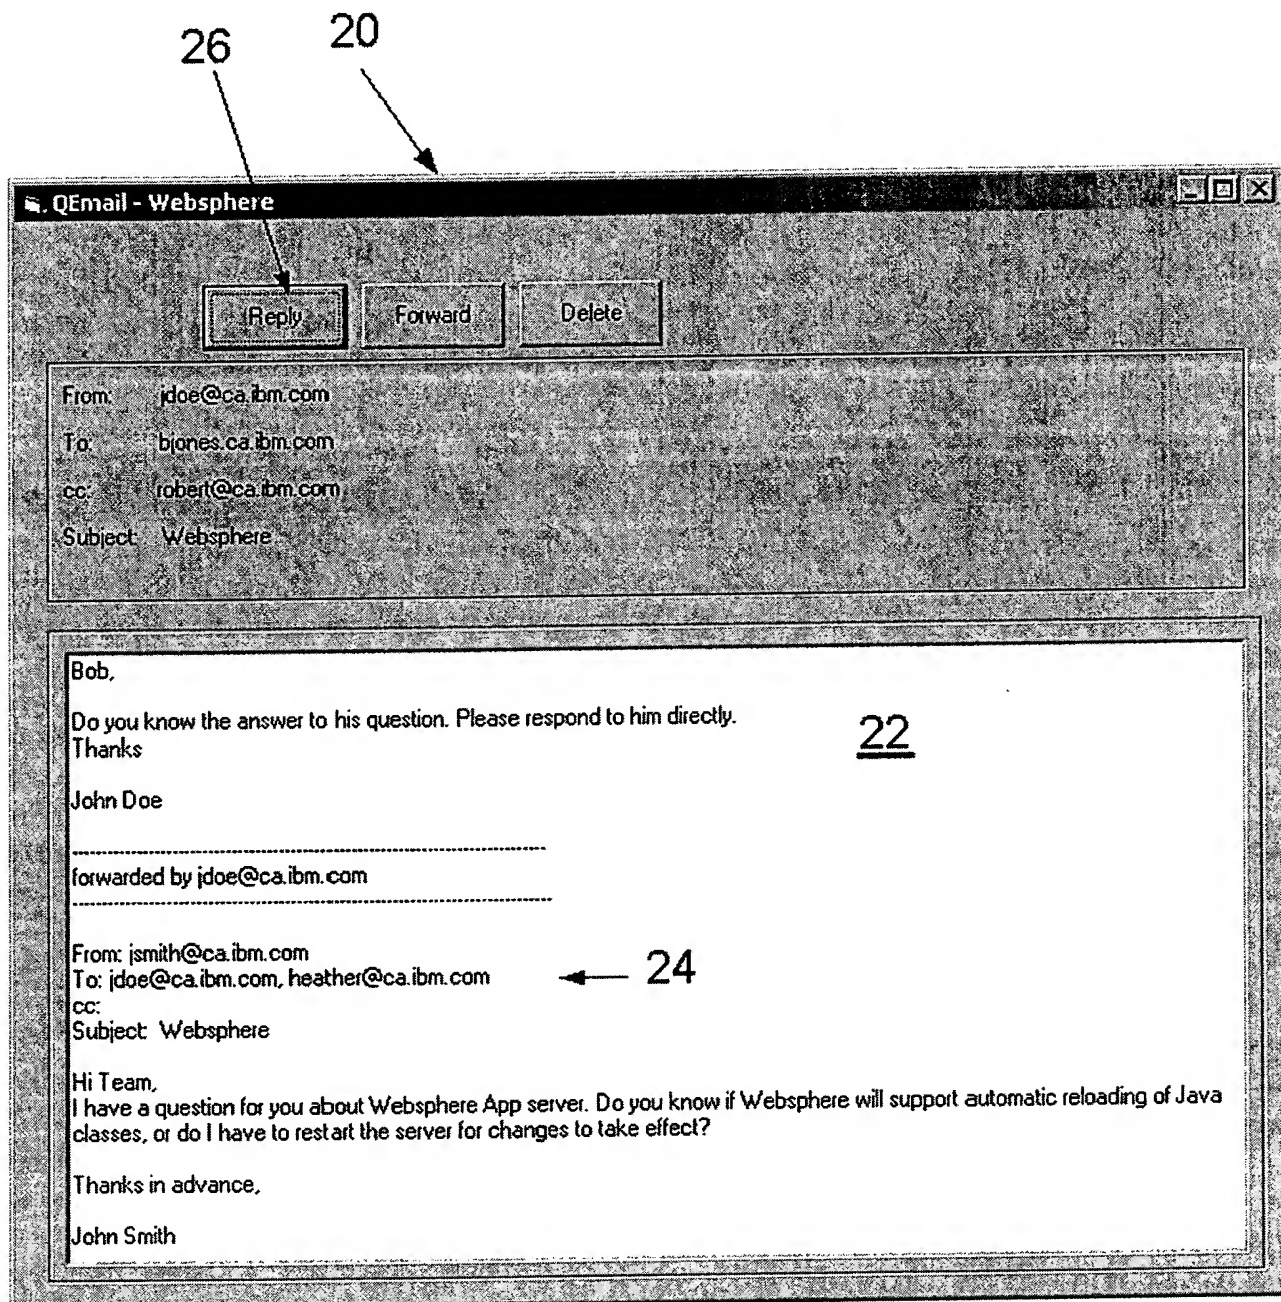 26
20
QEmail - Websphere
Reply Forward Delete
From: jdoe@ca.ibm.com
To: bjones.ca.ibm.com
cc: robert@ca.ibm.com
Subject: Websphere
Bob,
Do you know the answer to his question. Please respond to him directly.
22
Thanks
John Doe
forwarded by jdoe@ca.ibm.com
From: jsmith@ca.ibm.com
To: jdoe@ca.ibm.com, heather@ca.ibm.com
24
cc:
Subject: Websphere
Hi Team,
I have a question for you about Websphere App server. Do you know if Websphere will support automatic reloading of Java
classes, or do I have to restart the server for changes to take effect?
Thanks in advance,
John Smith